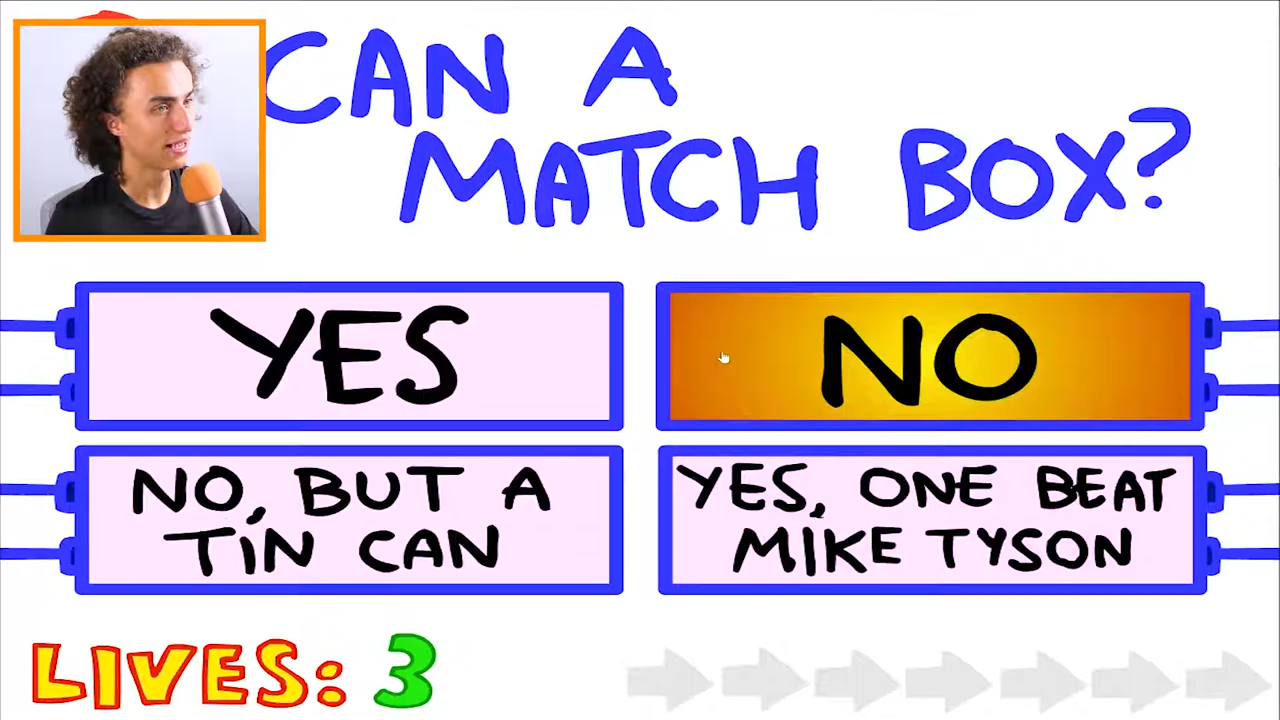 CAN A
MATCH BOX?
YES
NO
NO, BUT A
TIN CAN
YES, ONE BEAT
MIKE TYSON
LIVES: 3